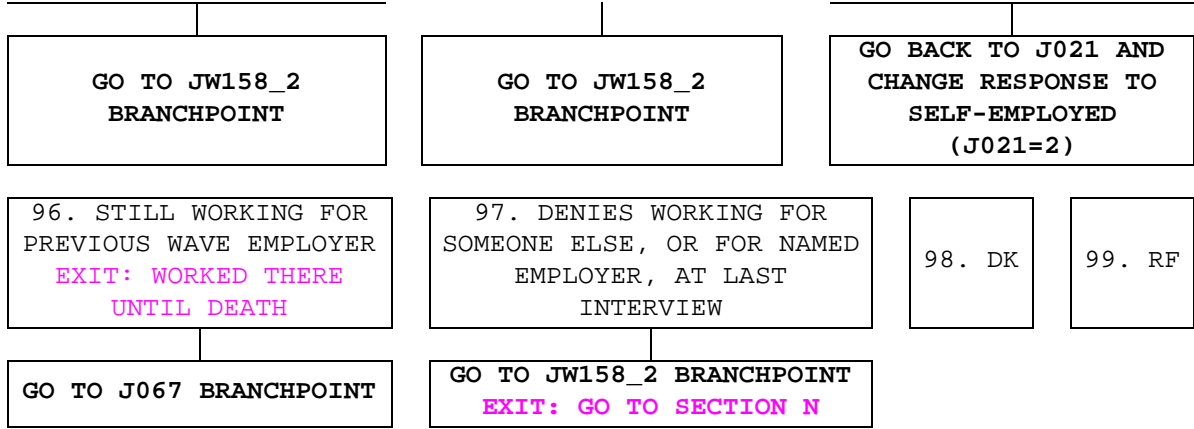 GO TO JW158_2
BRANCHPOINT
GO TO JW158_2
BRANCHPOINT
GO BACK TO J021 AND
CHANGE RESPONSE TO
SELF-EMPLOYED
(J021=2)
96. STILL WORKING FOR
PREVIOUS WAVE EMPLOYER
EXIT: WORKED THERE
UNTIL DEATH
97. DENIES WORKING FOR
SOMEONE ELSE, OR FOR NAMED
EMPLOYER, AT LAST
INTERVIEW
98. DK
99. RF
GO TO J067 BRANCHPOINT
GO TO JW158_2 BRANCHPOINT
EXIT: GO TO SECTION N